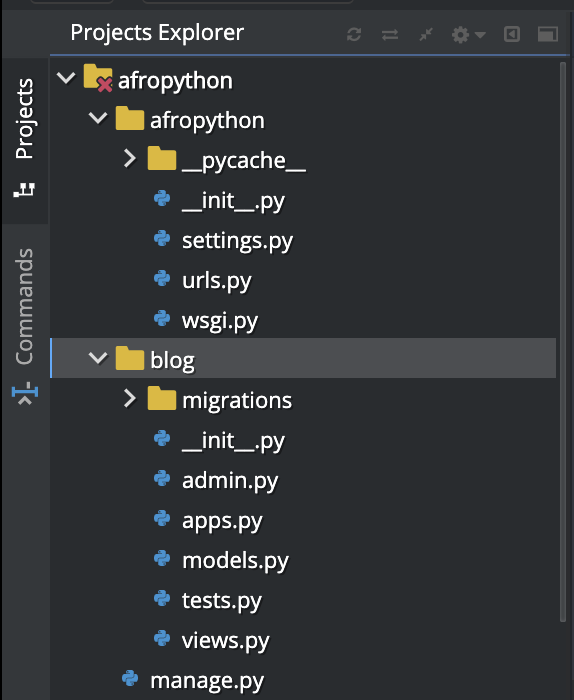 Projects Explorer
Projects
Commands
afropython
afropython
__pycache__
__init__.py
settings.py
urls.py
wsgi.py
blog
migrations
__init__.py
admin.py
apps.py
models.py
tests.py
views.py
manage.py